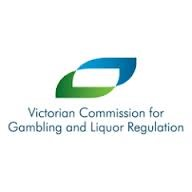 Victorian Commission for
Gambling and Liquor Regulation